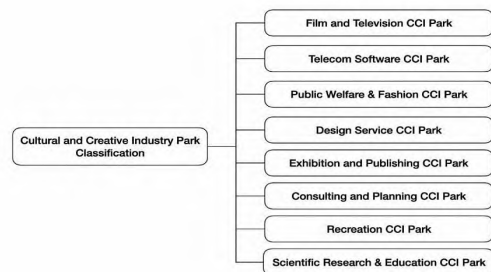 Film and Television CCI Park
Telecom Software CCI Park
Public Welfare & Fashion CCI Park
Design Service CCI Park
Cultural and Creative Industry Park
Classification
Exhibition and Publishing CCI Park
Consulting and Planning CCI Park
Recreation CCI Park
Scientific Research & Education CCI Park